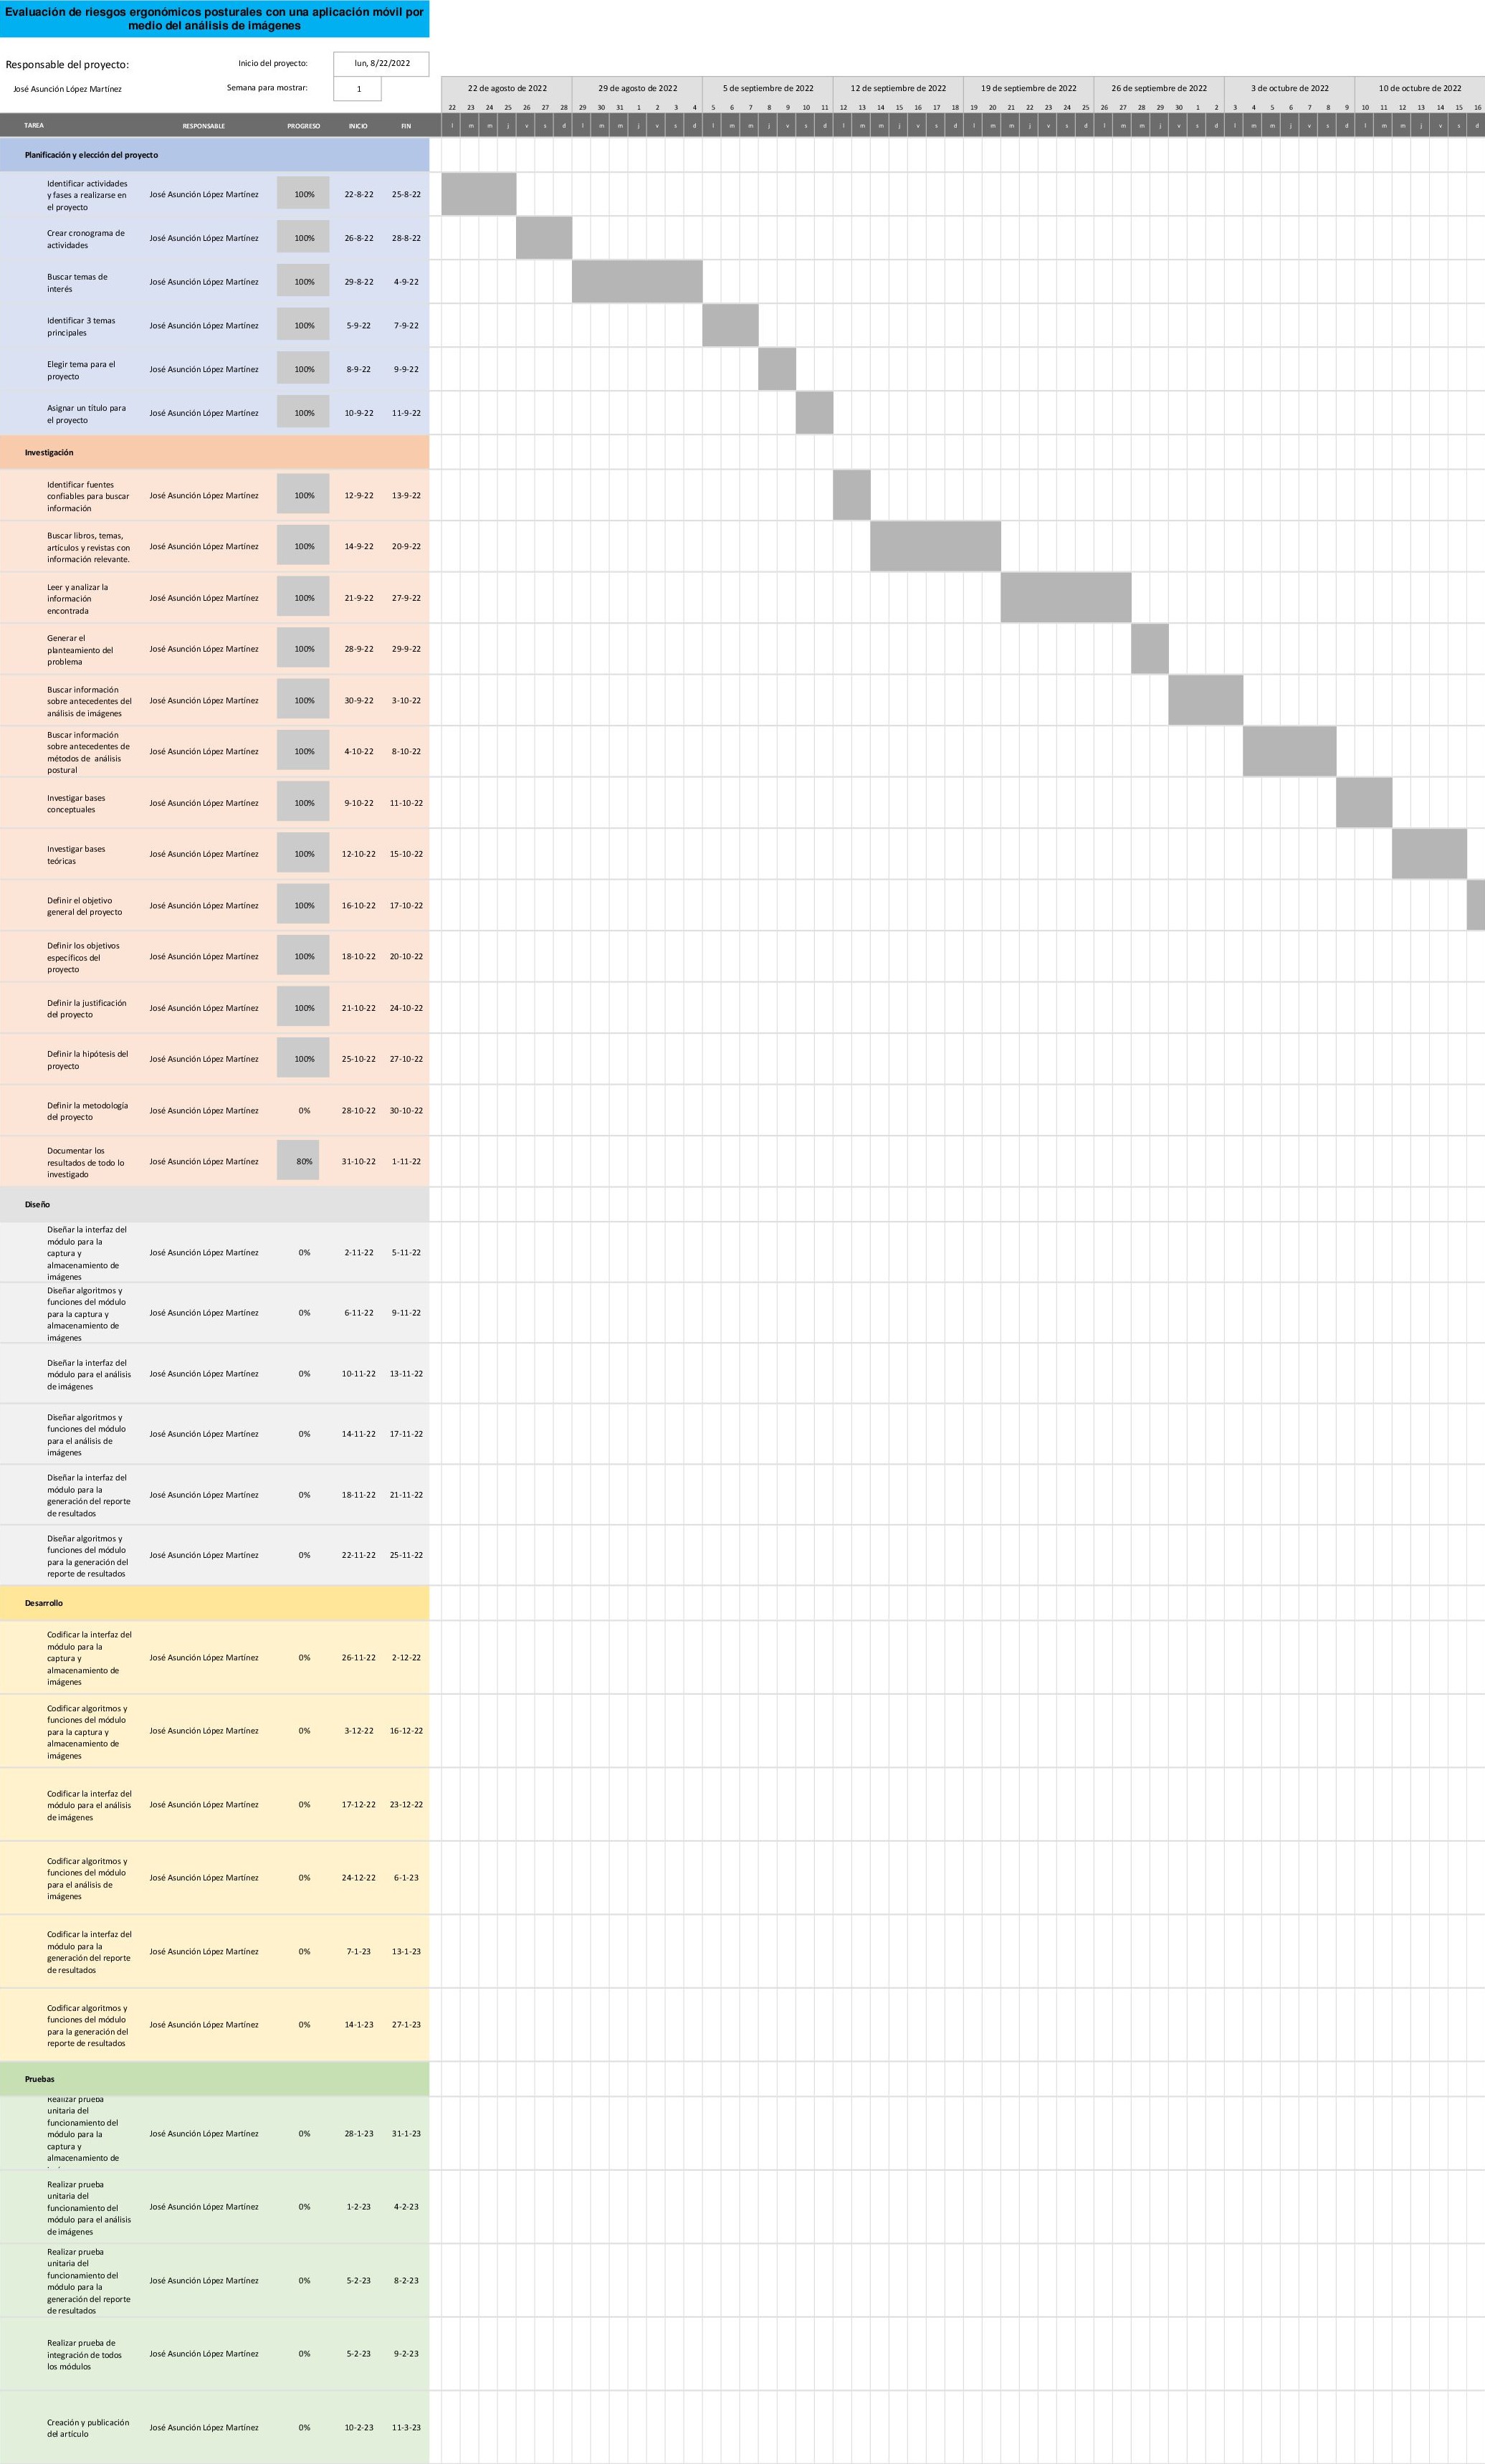 Evaluación de riesgos ergonómicos posturales con una aplicación móvil por
medio del análisis de imágenes
Responsable del proyecto:
Inicio del proyecto:
lun, 8/22/2022
José Asunción López Martínez
Semana para mostrar:
1
22 de agosto de 2022 29 de agosto de 2022 5 de septiembre de 2022 12 de septiembre de 2022 19 de septiembre de 2022 26 de septiembre de 2022 3 de octubre de 2022 10 de octubre de 2022
22 23 24 25 26 27 28 29 30 31 1 2 3 4 5 6 7 8 9 10 11 12 13 14 15 16 17 18 19 20 21 22 23 24 25 26 27 28 29 30 1 2 3 4 5 6 7 8 9 10 11 12 13 14 15 16
TAREA RESPONSABLE PROGRESO INICIO FIN l m m j v s d l m m j v s d l m m j v s d l m m j v s d l m m j v s d l m m j v s d l m m j v s d l m m j v s d
Planificación y elección del proyecto
Identificar actividades
y fases a realizarse en
el proyecto
José Asunción López Martínez 100% 22-8-22 25-8-22
Crear cronograma de
actividades
José Asunción López Martínez 100% 26-8-22 28-8-22
Buscar temas de
interés
José Asunción López Martínez 100% 29-8-22 4-9-22
Identificar 3 temas
principales
José Asunción López Martínez 100% 5-9-22 7-9-22
Elegir tema para el
proyecto
José Asunción López Martínez 100% 8-9-22 9-9-22
Asignar un título para
el proyecto
José Asunción López Martínez 100% 10-9-22 11-9-22
Investigación
Identificar fuentes
confiables para buscar
información
José Asunción López Martínez 100% 12-9-22 13-9-22
Buscar libros, temas,
artículos y revistas con
información relevante.
José Asunción López Martínez 100% 14-9-22 20-9-22
Leer y analizar la
información
encontrada
José Asunción López Martínez 100% 21-9-22 27-9-22
Generar el
planteamiento del
problema
José Asunción López Martínez 100% 28-9-22 29-9-22
Buscar información
sobre antecedentes del
análisis de imágenes
José Asunción López Martínez 100% 30-9-22 3-10-22
Buscar información
sobre antecedentes de
métodos de análisis
postural
José Asunción López Martínez 100% 4-10-22 8-10-22
Investigar bases
conceptuales
José Asunción López Martínez 100% 9-10-22 11-10-22
Investigar bases
teóricas
José Asunción López Martínez 100% 12-10-22 15-10-22
Definir el objetivo
general del proyecto
José Asunción López Martínez 100% 16-10-22 17-10-22
Definir los objetivos
específicos del
proyecto
José Asunción López Martínez 100% 18-10-22 20-10-22
Definir la justificación
del proyecto
José Asunción López Martínez 100% 21-10-22 24-10-22
Definir la hipótesis del
proyecto
José Asunción López Martínez 100% 25-10-22 27-10-22
Definir la metodología
del proyecto
José Asunción López Martínez 0% 28-10-22 30-10-22
Documentar los
resultados de todo lo
investigado
José Asunción López Martínez 80% 31-10-22 1-11-22
Diseño
Diseñar la interfaz del
módulo para la
captura y
almacenamiento de
imágenes
José Asunción López Martínez 0% 2-11-22 5-11-22
Diseñar algoritmos y
funciones del módulo
para la captura y
almacenamiento de
imágenes
José Asunción López Martínez 0% 6-11-22 9-11-22
Diseñar la interfaz del
módulo para el análisis
de imágenes
José Asunción López Martínez 0% 10-11-22 13-11-22
Diseñar algoritmos y
funciones del módulo
para el análisis de
imágenes
José Asunción López Martínez 0% 14-11-22 17-11-22
Diseñar la interfaz del
módulo para la
generación del reporte
de resultados
José Asunción López Martínez 0% 18-11-22 21-11-22
Diseñar algoritmos y
funciones del módulo
para la generación del
reporte de resultados
José Asunción López Martínez 0% 22-11-22 25-11-22
Desarrollo
Codificar la interfaz del
módulo para la
captura y
almacenamiento de
imágenes
José Asunción López Martínez 0% 26-11-22 2-12-22
Codificar algoritmos y
funciones del módulo
para la captura y
almacenamiento de
imágenes
José Asunción López Martínez 0% 3-12-22 16-12-22
Codificar la interfaz del
módulo para el análisis
de imágenes
José Asunción López Martínez 0% 17-12-22 23-12-22
Codificar algoritmos y
funciones del módulo
para el análisis de
imágenes
José Asunción López Martínez 0% 24-12-22 6-1-23
Codificar la interfaz del
módulo para la
generación del reporte
de resultados
José Asunción López Martínez 0% 7-1-23 13-1-23
Codificar algoritmos y
funciones del módulo
para la generación del
reporte de resultados
José Asunción López Martínez 0% 14-1-23 27-1-23
Pruebas
Realizar prueba
unitaria del
funcionamiento del
módulo para la
captura y
almacenamiento de
José Asunción López Martínez 0% 28-1-23 31-1-23
Realizar prueba
unitaria del
funcionamiento del
módulo para el análisis
de imágenes
José Asunción López Martínez 0% 1-2-23 4-2-23
Realizar prueba
unitaria del
funcionamiento del
módulo para la
generación del reporte
de resultados
José Asunción López Martínez 0% 5-2-23 8-2-23
Realizar prueba de
integración de todos
los módulos
José Asunción López Martínez 0% 5-2-23 9-2-23
Creación y publicación
del artículo
José Asunción López Martínez 0% 10-2-23 11-3-23